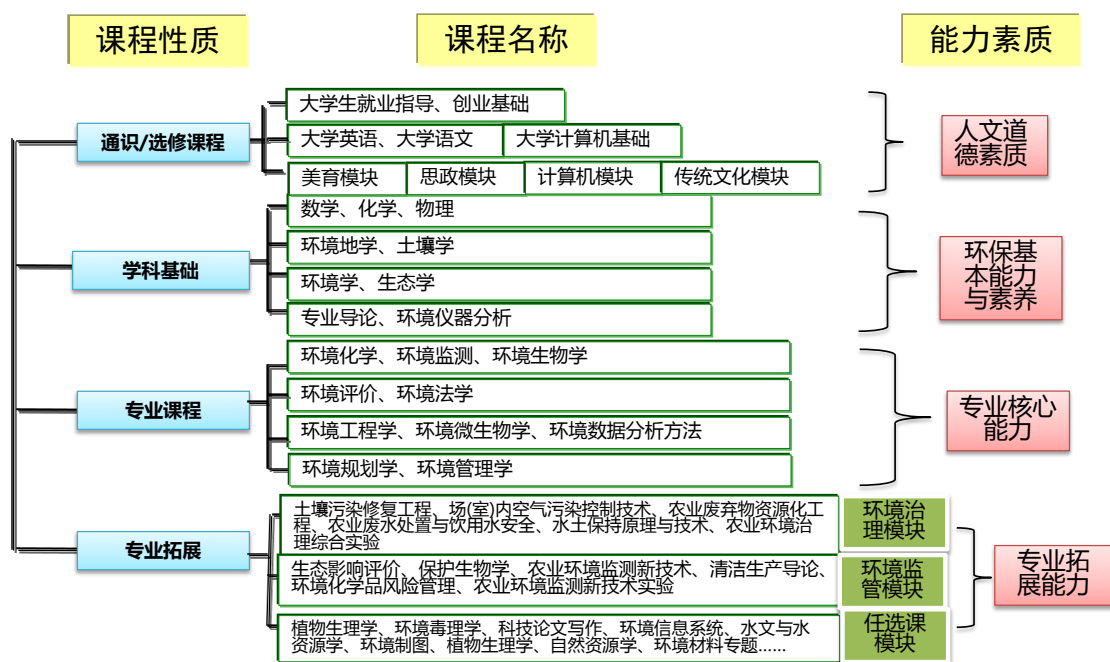 课程性质
课程名称
能力素质
通识/选修课程
大学生就业指导、创业基础
大学英语、大学语文
大学计算机基础
美育模块
思政模块
计算机模块
传统文化模块
人文道
德素质
学科基础
数学、化学、物理
环境地学、土壤学
环境学、生态学
专业导论、环境仪器分析
环保基
本能力
与素养
专业课程
环境化学、环境监测、环境生物学
环境评价、环境法学
环境工程学、环境微生物学、环境数据分析方法
环境规划学、环境管理学
专业核心
能力
专业拓展
土壤污染修复工程、场(室)内空气污染控制技术、农业废弃物资源化工
程、农业废水处置与饮用水安全、水土保持原理与技术、农业环境治
理综合实验
环境治
理模块
生态影响评价、保护生物学、农业环境监测新技术、清洁生产导论、
环境化学品风险管理、农业环境监测新技术实验
环境监
管模块
植物生理学、环境毒理学、科技论文写作、环境信息系统、水文与水
资源学、环境制图、植物生理学、自然资源学、环境材料专题......
任选课
模块
专业拓
展能力